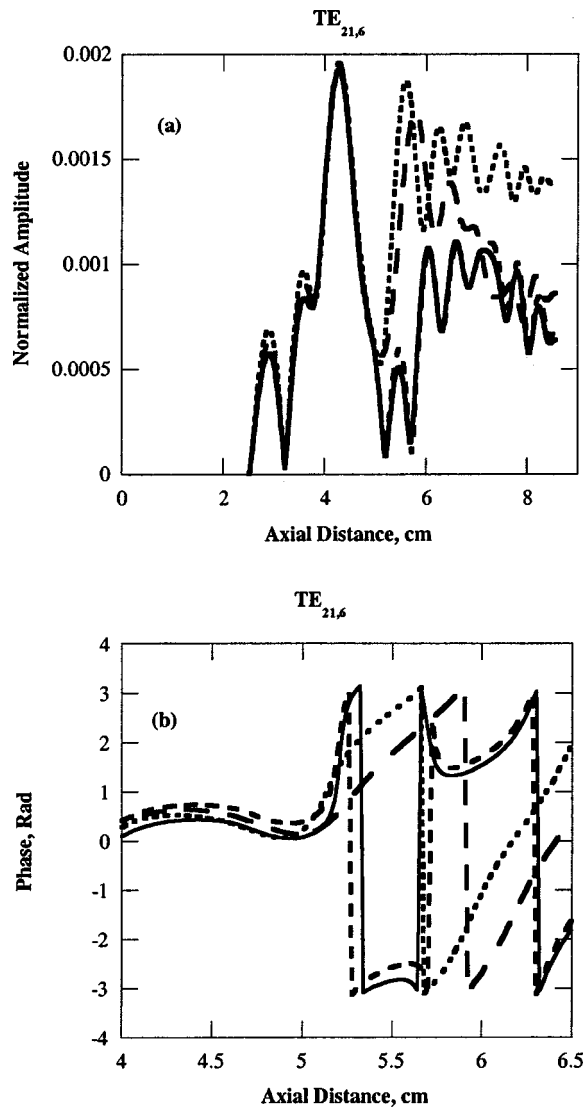 TE21,6
0.002
(a)
0.0015
Normalized Amplitude
0.001
0.0005
0
0 2 4 6 8
Axial Distance, cm
TE21,6
4
3
(b)
2
1
Phase, Rad
0
-1
-2
-3
-4
4 4.5 5 5.5 6 6.5
Axial Distance, cm